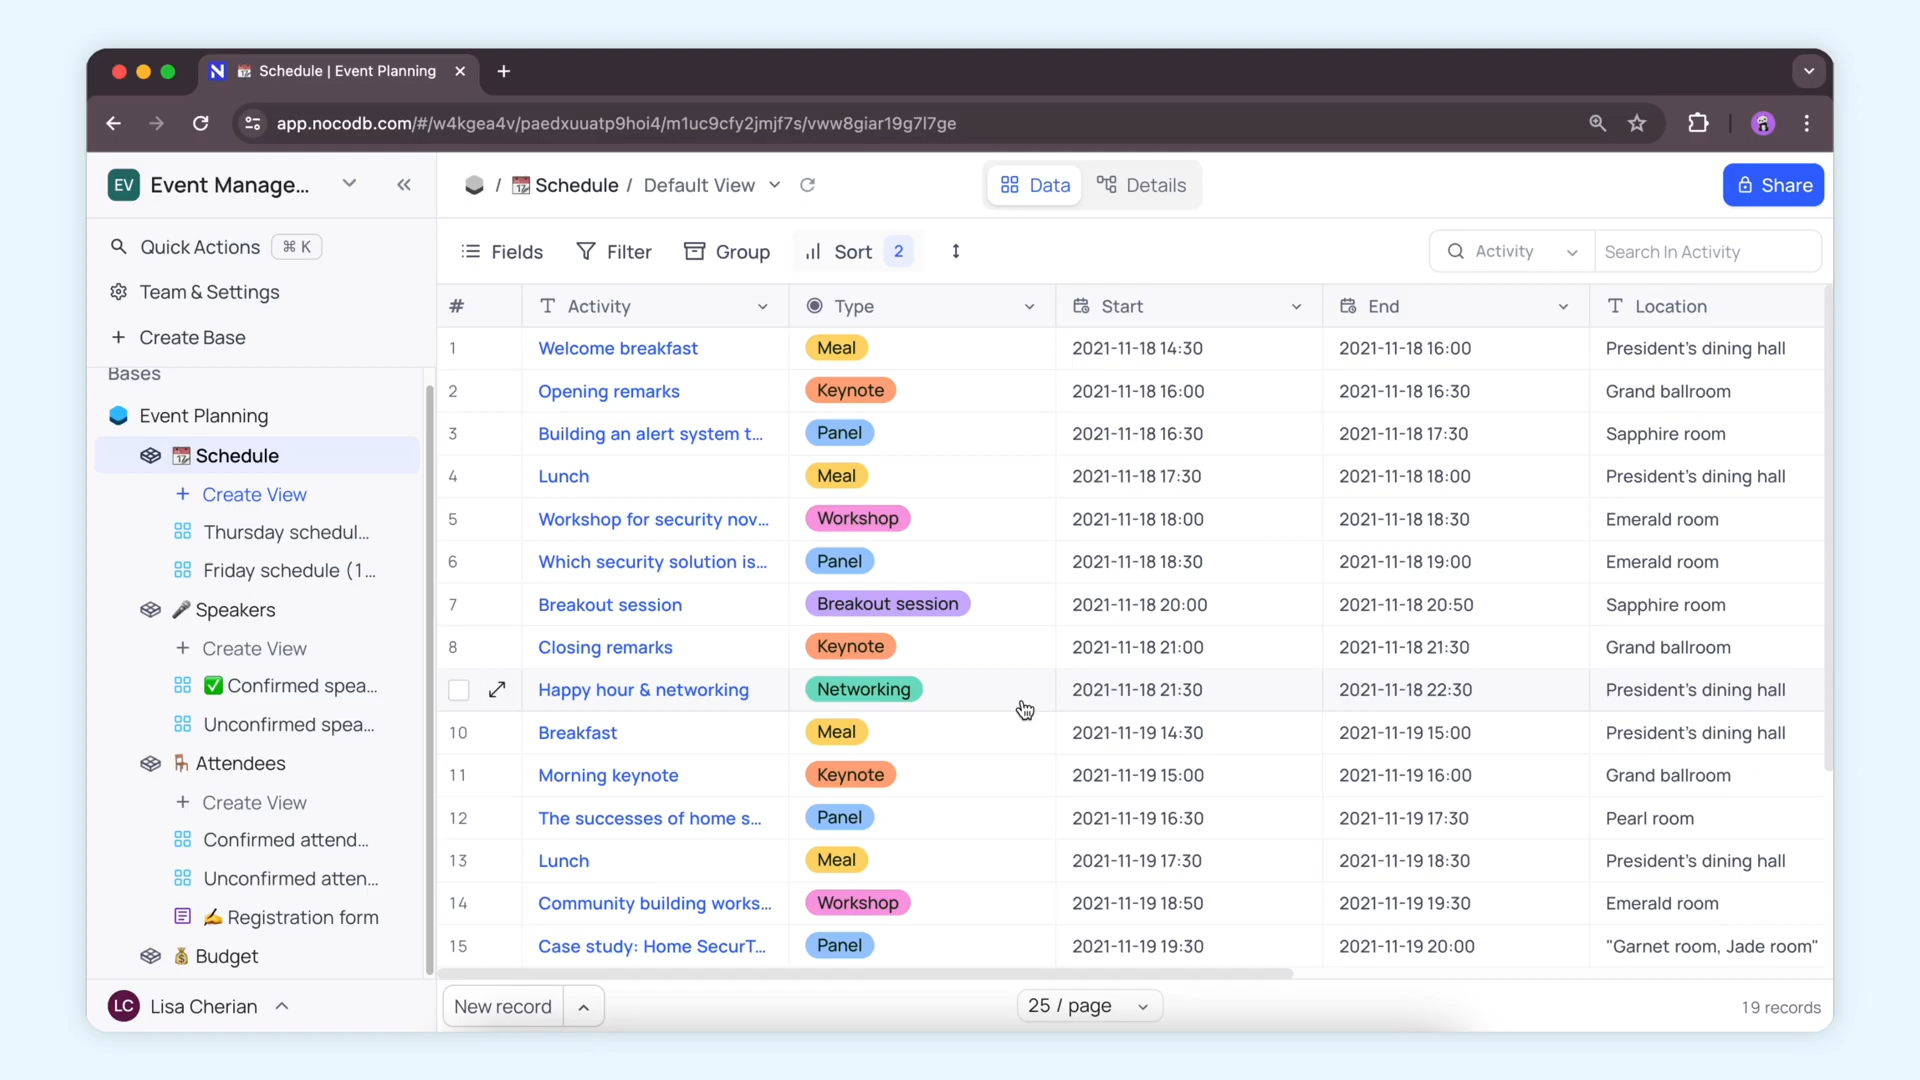 Schedule | Event Planning
app.nocodb.com/#/w4kgea4v/paedxuuatp9hoi4/m1uc9cfy2jmjf7s/vww8giar19g7l7ge
EV Event Manage...
/ Schedule / Default View
Data
Details
Share
Quick Actions ⌘ K
Team & Settings
Create Base
Bases
Event Planning
Schedule
Create View
Thursday schedul...
Friday schedule (1...
Speakers
Create View
Confirmed spea...
Unconfirmed spea...
Attendees
Create View
Confirmed attend...
Unconfirmed atten...
Registration form
Budget
LC Lisa Cherian
Fields Filter Group Sort 2
Activity Search In Activity
# Activity Type Start End Location
1 Welcome breakfast Meal 2021-11-18 14:30 2021-11-18 16:00 President's dining hall
2 Opening remarks Keynote 2021-11-18 16:00 2021-11-18 16:30 Grand ballroom
3 Building an alert system t... Panel 2021-11-18 16:30 2021-11-18 17:30 Sapphire room
4 Lunch Meal 2021-11-18 17:30 2021-11-18 18:00 President's dining hall
5 Workshop for security nov... Workshop 2021-11-18 18:00 2021-11-18 18:30 Emerald room
6 Which security solution is... Panel 2021-11-18 18:30 2021-11-18 19:00 Emerald room
7 Breakout session Breakout session 2021-11-18 20:00 2021-11-18 20:50 Sapphire room
8 Closing remarks Keynote 2021-11-18 21:00 2021-11-18 21:30 Grand ballroom
Happy hour & networking Networking 2021-11-18 21:30 2021-11-18 22:30 President's dining hall
10 Breakfast Meal 2021-11-19 14:30 2021-11-19 15:00 President's dining hall
11 Morning keynote Keynote 2021-11-19 15:00 2021-11-19 16:00 Grand ballroom
12 The successes of home s... Panel 2021-11-19 16:30 2021-11-19 17:30 Pearl room
13 Lunch Meal 2021-11-19 17:30 2021-11-19 18:30 President's dining hall
14 Community building works... Workshop 2021-11-19 18:50 2021-11-19 19:30 Emerald room
15 Case study: Home SecurT... Panel 2021-11-19 19:30 2021-11-19 20:00 "Garnet room, Jade room"
New record 25 / page 19 records